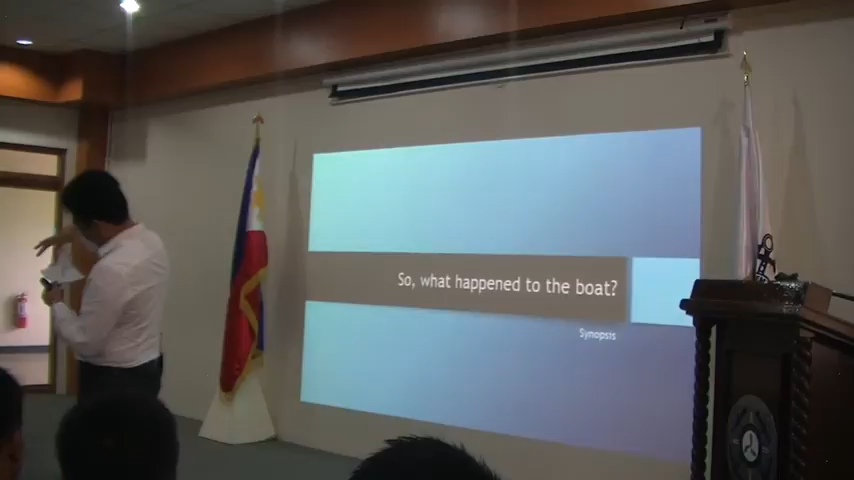 So, what happened to the boat?
Synopsis